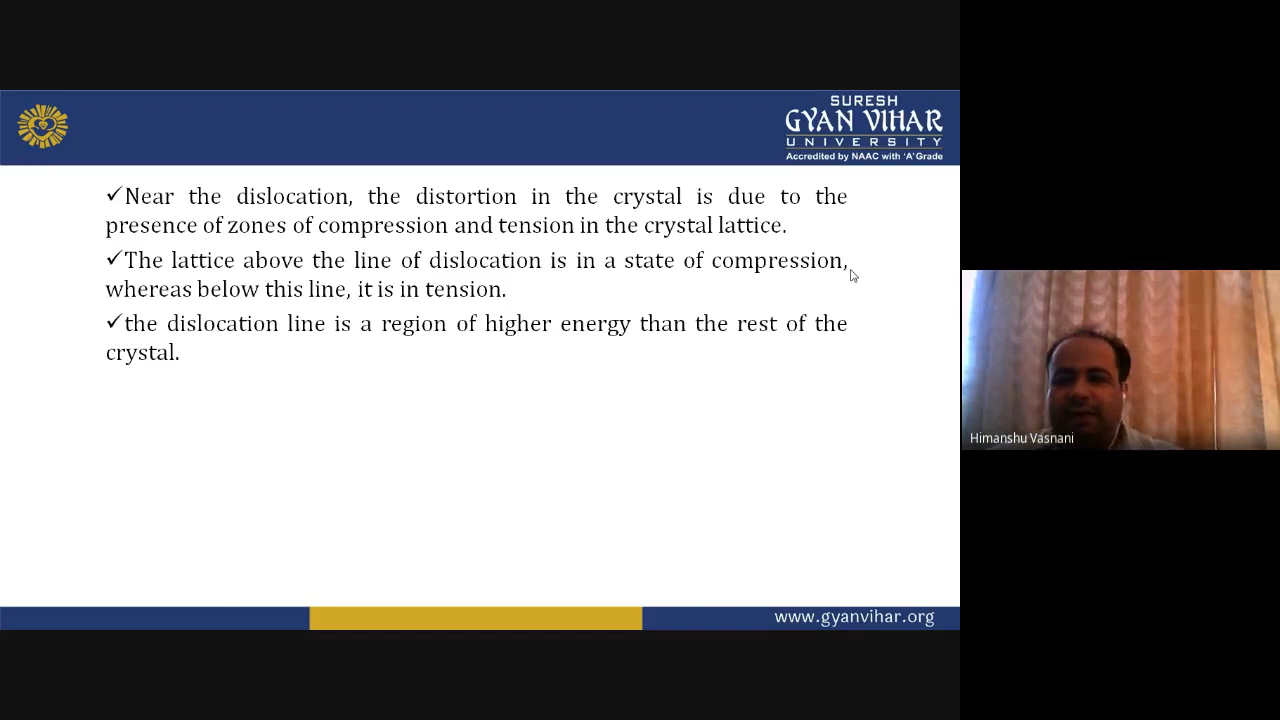 SURESH
GYAN VIHAR
UNIVERSITY
Accredited by NAAC with 'A' Grade
✓Near the dislocation, the distortion in the crystal is due to the
presence of zones of compression and tension in the crystal lattice.
✓The lattice above the line of dislocation is in a state of compression,
whereas below this line, it is in tension.
✓the dislocation line is a region of higher energy than the rest of the
crystal.
Himanshu Vasnani
www.gyanvihar.org